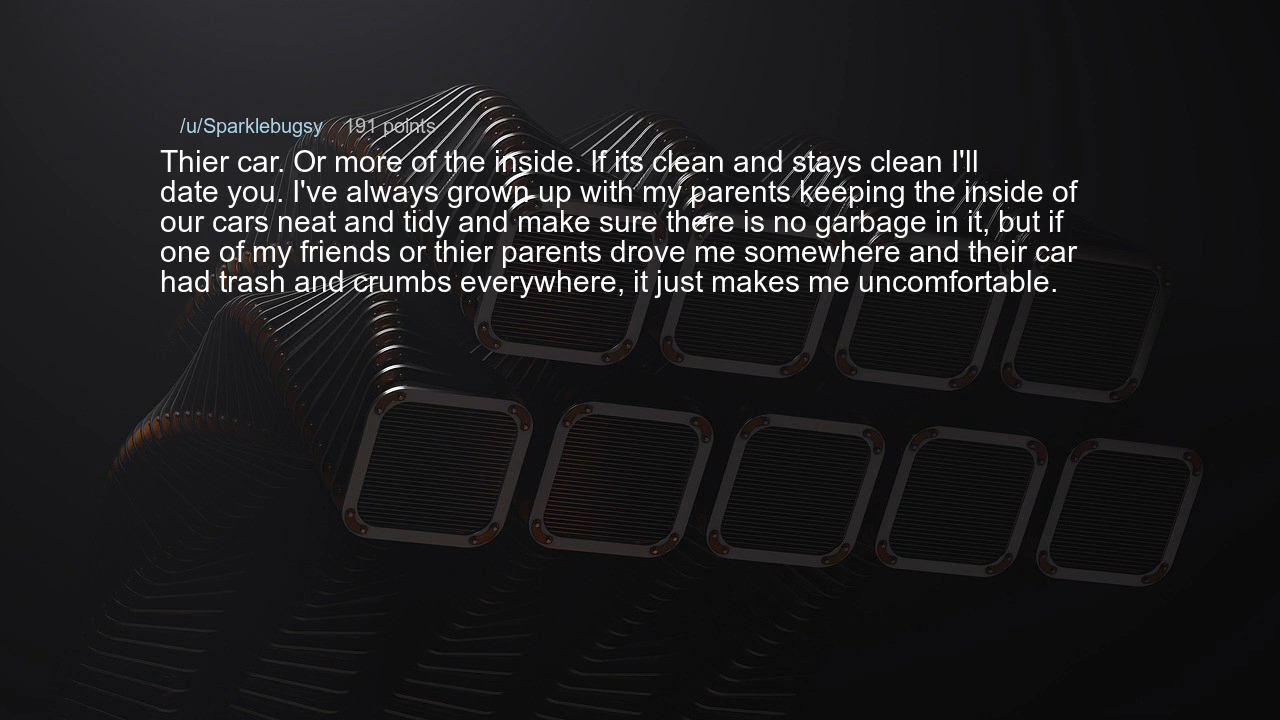 /u/Sparklebugsy 191 points
Thier car. Or more of the inside. If its clean and stays clean I'll
date you. I've always grown up with my parents keeping the inside of
our cars neat and tidy and make sure there is no garbage in it, but if
one of my friends or thier parents drove me somewhere and their car
had trash and crumbs everywhere, it just makes me uncomfortable.